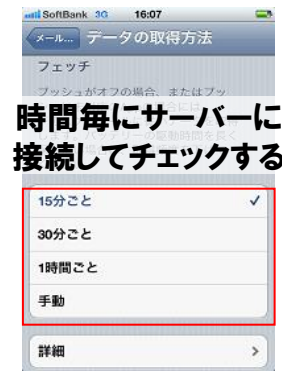 SoftBank 3G 16:07
メール... データの取得方法
フェッチ
プッシュがオフの場合、またはプッ
時間毎にサーバーに
接続してチェックする
15分ごと
30分ごと
1時間ごと
手動
詳細